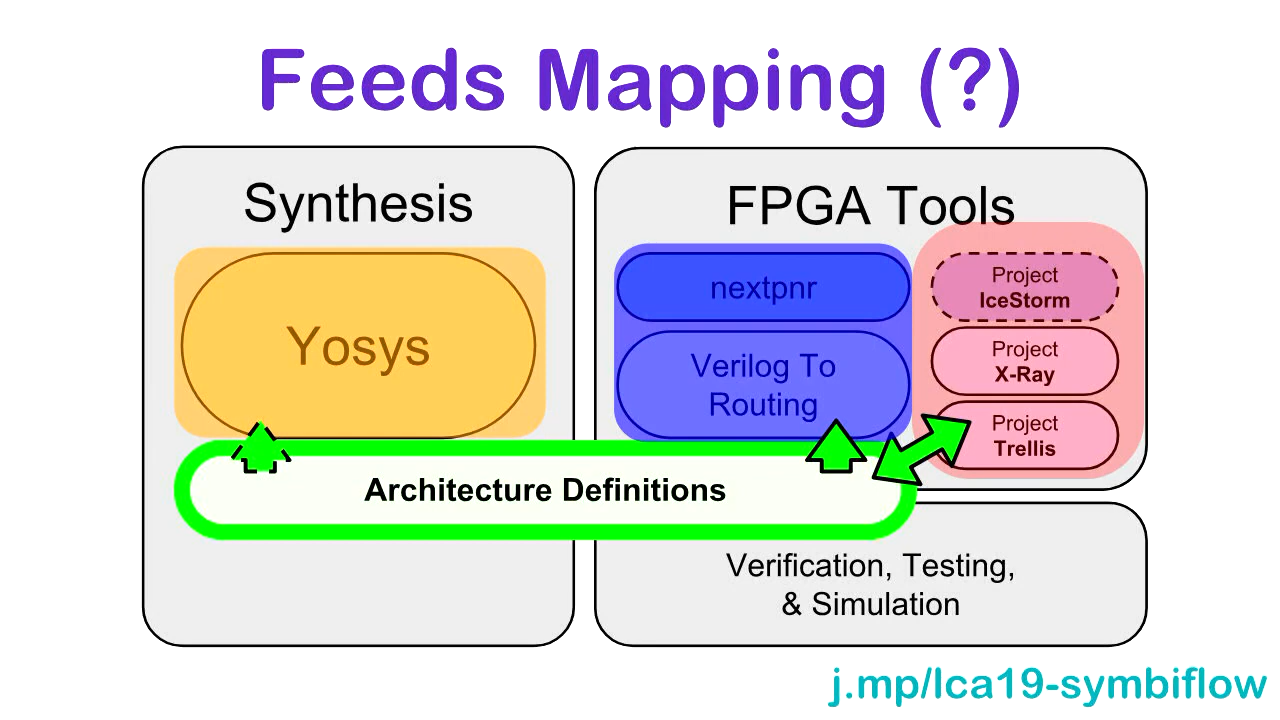 Feeds Mapping (?)
Synthesis
Yosys
FPGA Tools
nextpnr
Verilog To
Routing
Project
IceStorm
Project
X-Ray
Project
Trellis
Architecture Definitions
Verification, Testing,
& Simulation
j.mp/lca19-symbiflow